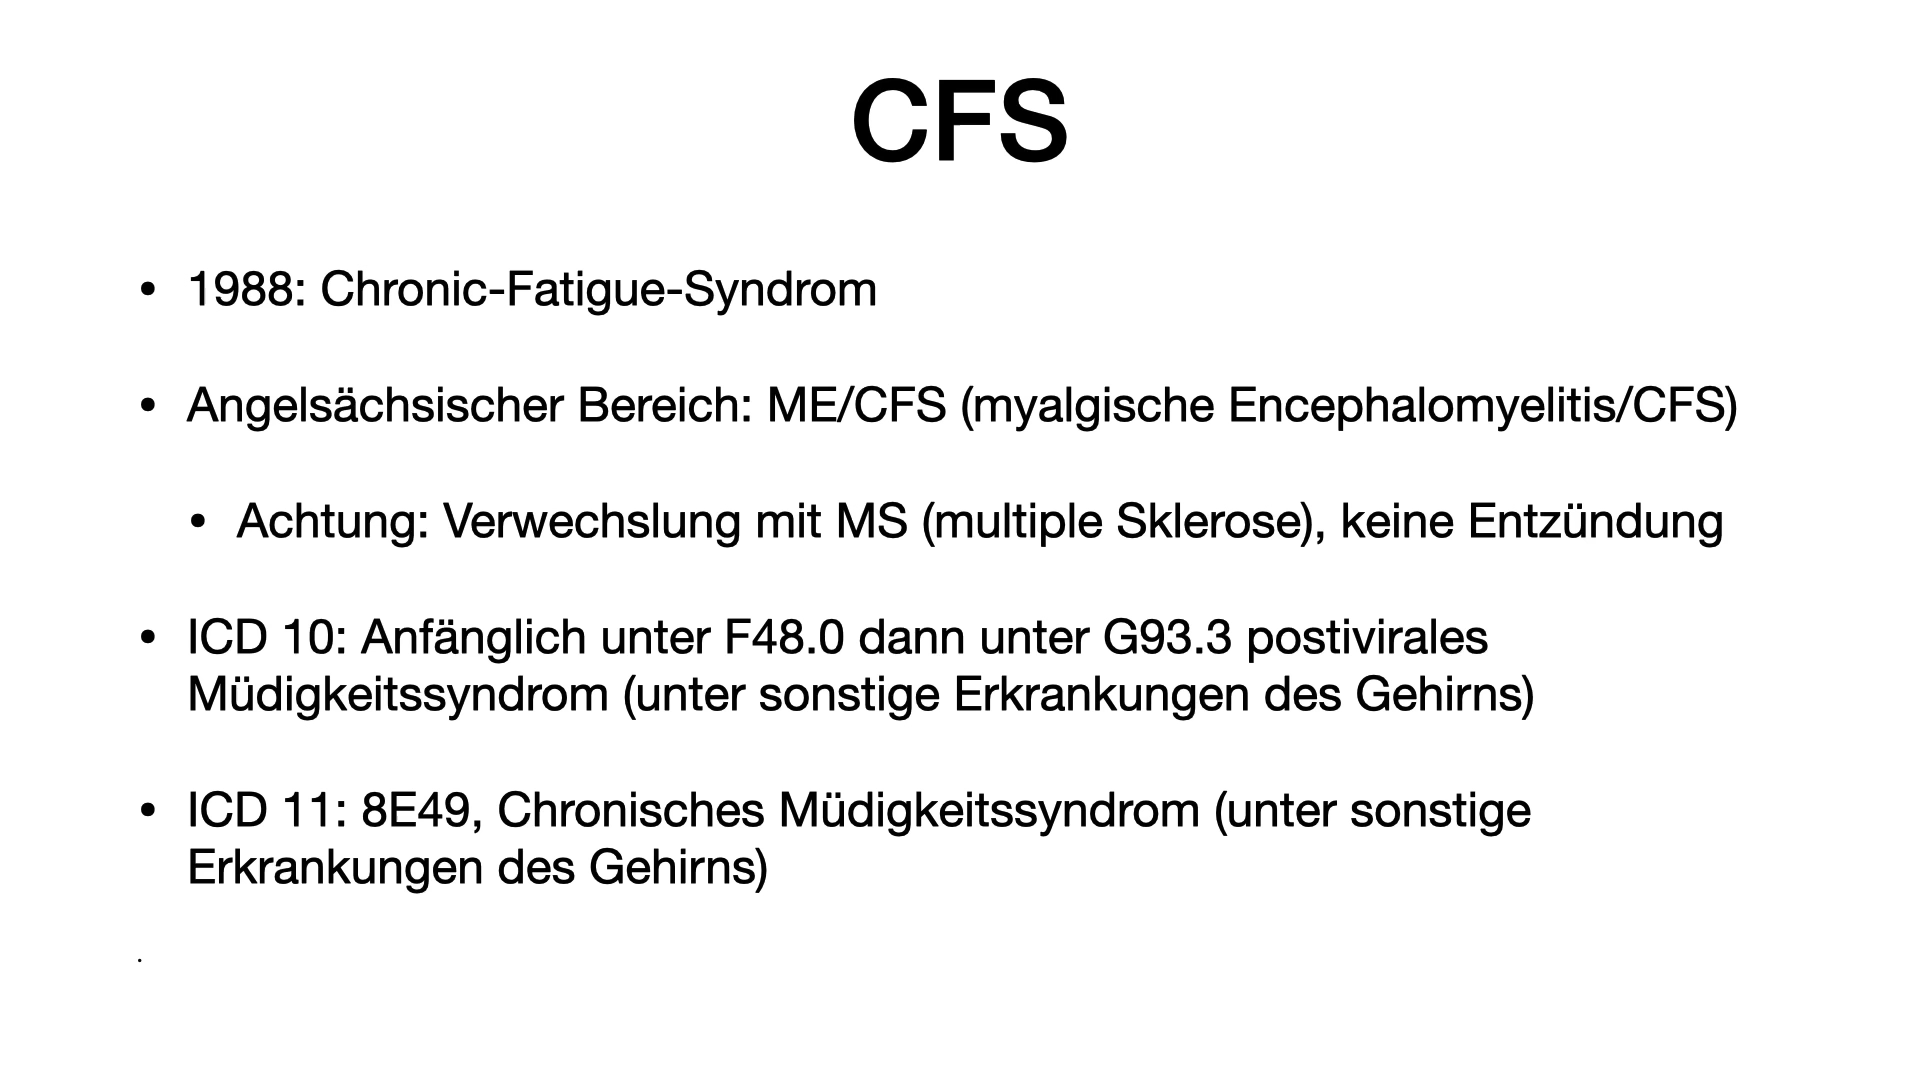 CFS
• 1988: Chronic-Fatigue-Syndrom
• Angelsächsischer Bereich: ME/CFS (myalgische Encephalomyelitis/CFS)
• Achtung: Verwechslung mit MS (multiple Sklerose), keine Entzündung
• ICD 10: Anfänglich unter F48.0 dann unter G93.3 postivirales
Müdigkeitssyndrom (unter sonstige Erkrankungen des Gehirns)
• ICD 11: 8E49, Chronisches Müdigkeitssyndrom (unter sonstige
Erkrankungen des Gehirns)
•